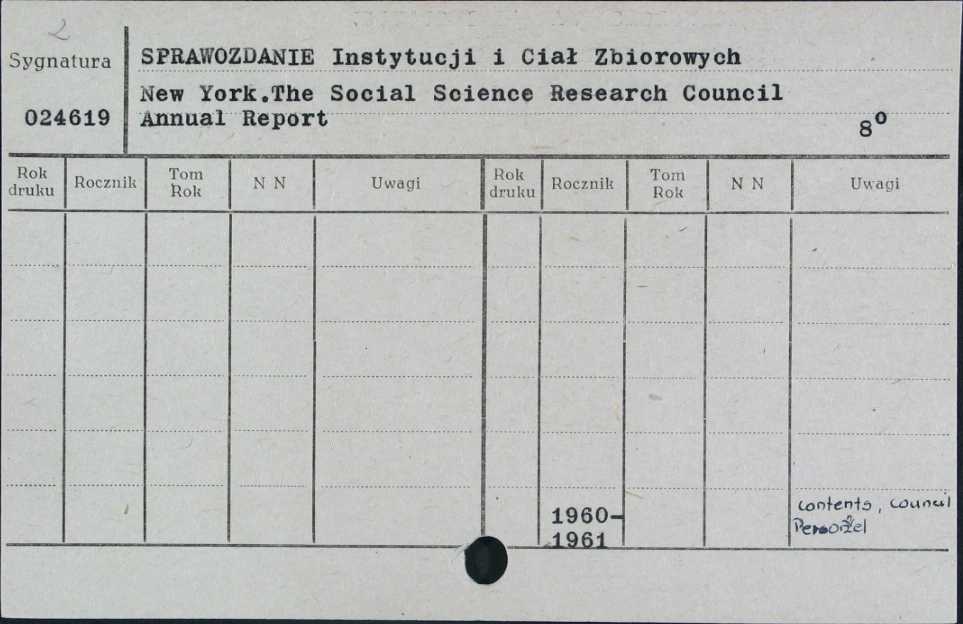 2
Sygnatura
SPRAWOZDANIE Instytucji i Ciał Zbiorowych
New York.The Social Science Research Council
024619
Annual Report
8º
Rok druku
Rocznik
Tom Rok
N N
Uwagi
Rok druku
Rocznik
Tom Rok
N N
Uwagi
1960-
1961
contents, council